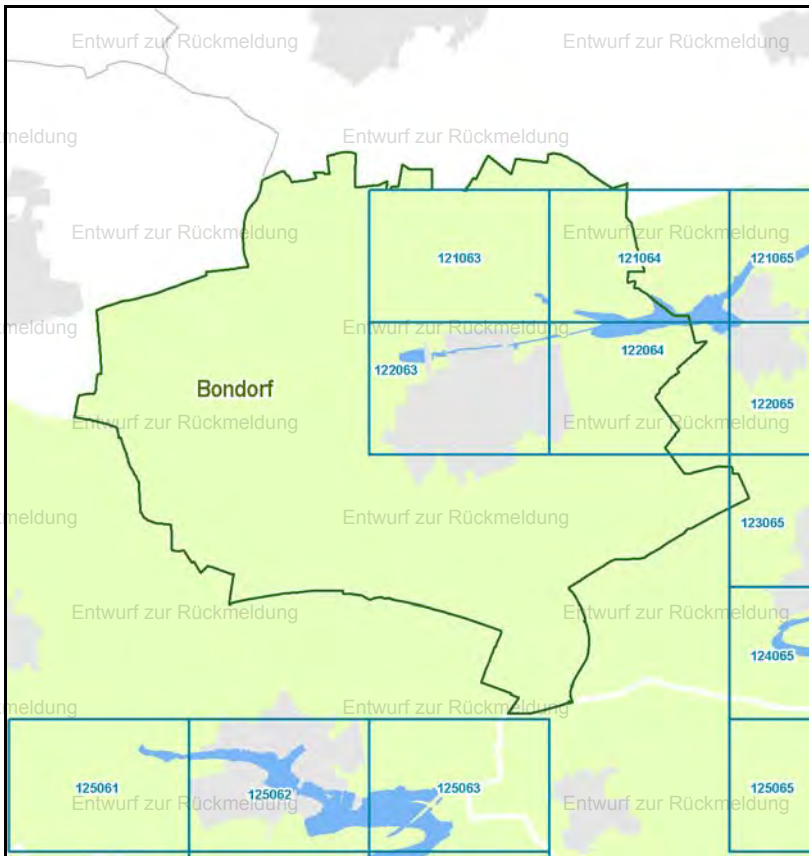 Entwurf zur Rückmeldung Entwurf zur Rückmeldung
meldung Entwurf zur Rückmeldung
Entwurf zur Rückmeldung Entwurf zur Rückmeldung
121063 121064 121065
meldung Entwurf zur Rückmeldung
122063 122064
Bondorf
122065
Entwurf zur Rückmeldung Entwurf zur Rückmeldung
meldung Entwurf zur Rückmeldung
123065
Entwurf zur Rückmeldung Entwurf zur Rückmeldung
124065
meldung Entwurf zur Rückmeldung
125061 125062 125063 125065
Entwurf zur Rückmeldung Entwurf zur Rückmeldung